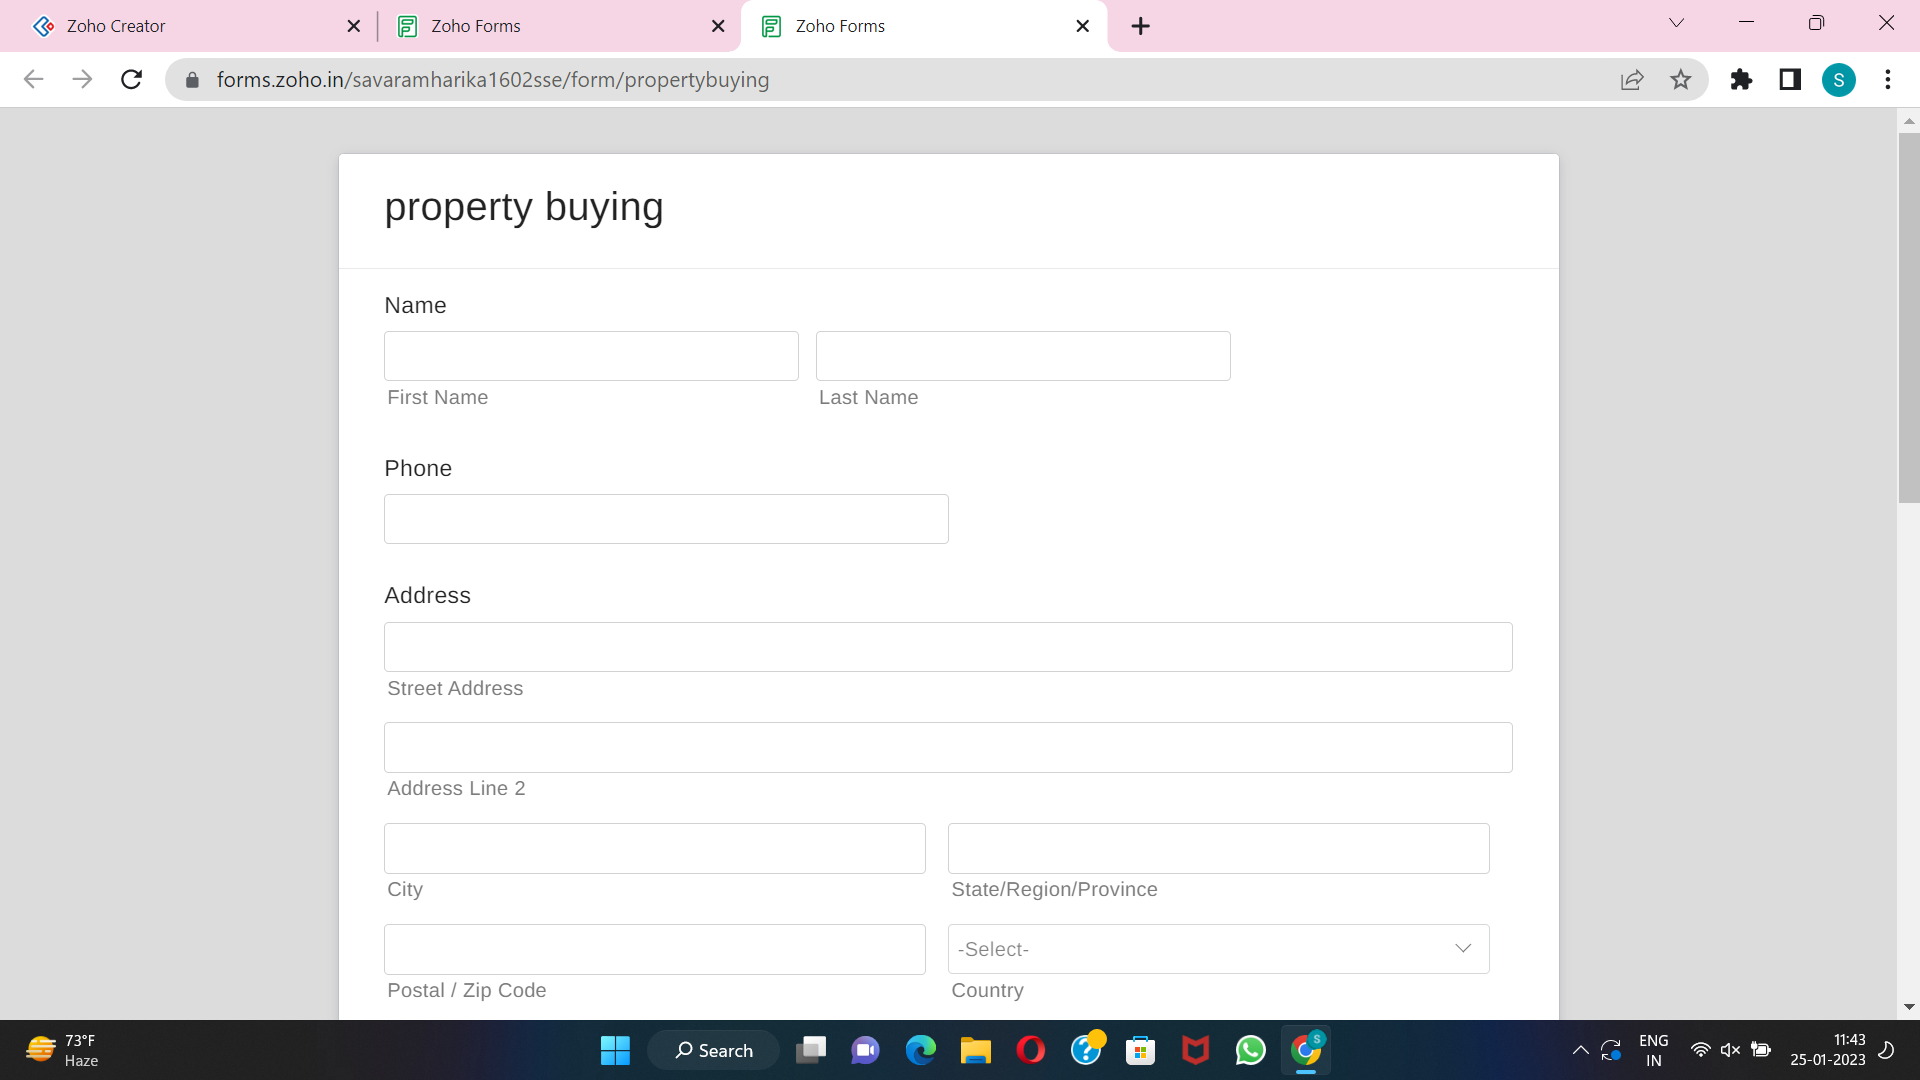 Zoho Creator
Zoho Forms
Zoho Forms
forms.zoho.in/savaramharika1602sse/form/propertybuying
S
property buying
Name
First Name
Last Name
Phone
Address
Street Address
Address Line 2
City
State/Region/Province
-Select-
Postal / Zip Code
Country
73°F
Haze
Search
S
ENG
IN
11:43
25-01-2023